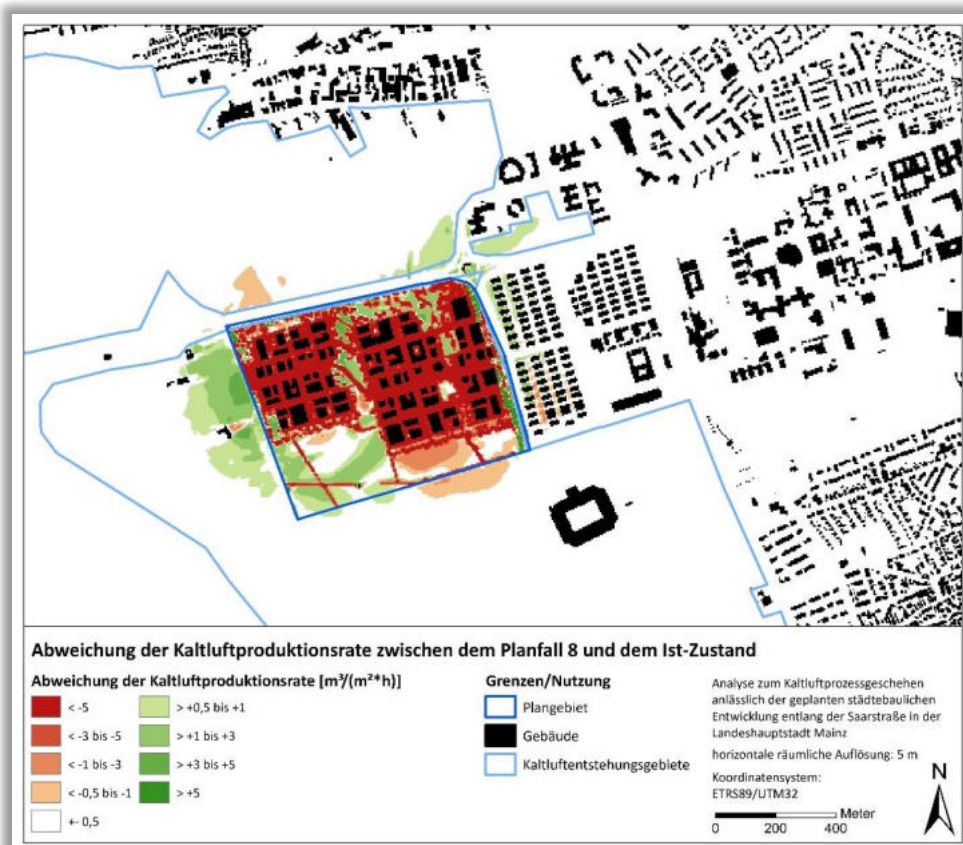 Abweichung der Kaltluftproduktionsrate zwischen dem Planfall 8 und dem Ist-Zustand
Abweichung der Kaltluftproduktionsrate [m³/(m²*h)]
< -5
< -3 bis -5
< -1 bis -3
< -0,5 bis -1
+- 0,5
> +0,5 bis +1
> +1 bis +3
> +3 bis +5
> +5
Grenzen/Nutzung
Plangebiet
Gebäude
Kaltluftentstehungsgebiete
Analyse zum Kaltluftprozessgeschehen
anlässlich der geplanten städtebaulichen
Entwicklung entlang der Saarstraße in der
Landeshauptstadt Mainz
horizontale räumliche Auflösung: 5 m
Koordinatensystem:
ETRS89/UTM32
Meter
0 200 400
N